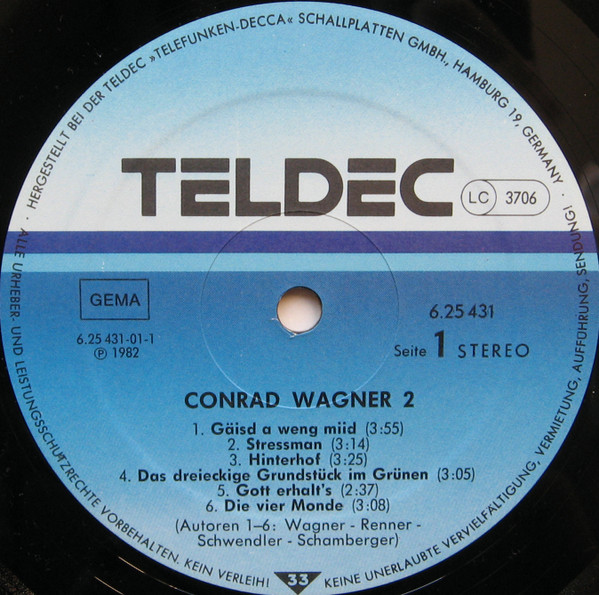 · HERGESTELLT BEI DER TELDEC »TELEFUNKEN-DECCA« SCHALLPLATTEN GMBH., HAMBURG 19, GERMANY ·
TELDEC
LC 3706
GEMA
6.25 431
6.25 431-01-1
Ⓟ 1982
Seite 1 STEREO
CONRAD WAGNER 2
1. Gäisd a weng miid (3:55)
2. Stressman (3:14)
3. Hinterhof (3:25)
4. Das dreieckige Grundstück im Grünen (3:05)
5. Gott erhalt's (2:37)
6. Die vier Monde (3:08)
(Autoren 1–6: Wagner - Renner -
Schwendler - Schamberger)
ALLE URHEBER- UND LEISTUNGSSCHUTZRECHTE VORBEHALTEN. KEIN VERLEIH! KEINE UNERLAUBTE VERVIELFÄLTIGUNG, VERMIETUNG, AUFFÜHRUNG, SENDUNG!
33